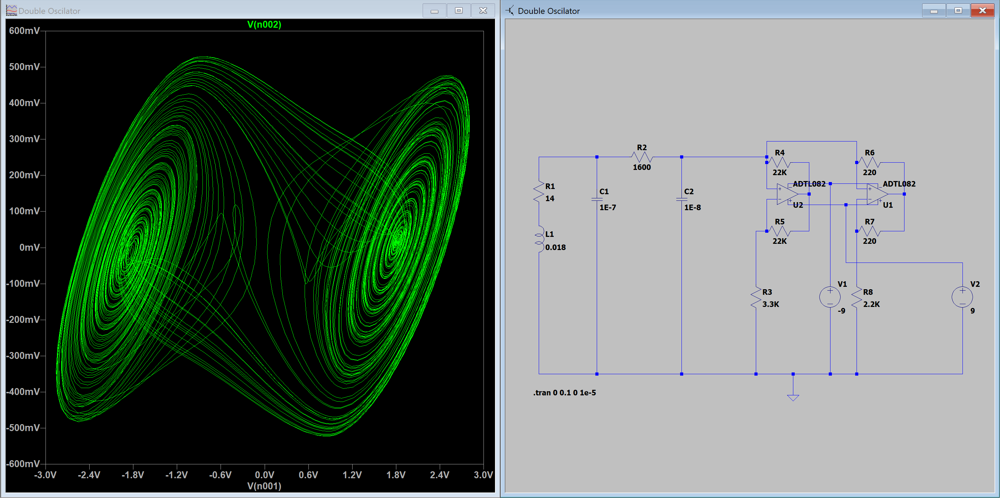 Double Oscilator
V(n002)
600mV
500mV
400mV
300mV
200mV
100mV
0mV
-100mV
-200mV
-300mV
-400mV
-500mV
-600mV
-3.0V -2.4V -1.8V -1.2V -0.6V 0.0V 0.6V 1.2V 1.8V 2.4V 3.0V
V(n001)
Double Oscilator
R2
1600
R4
22K
R6
220
R1
14
C1
1E-7
C2
1E-8
ADTL082
U2
ADTL082
U1
L1
0.018
R5
22K
R7
220
R3
3.3K
V1
-9
R8
2.2K
V2
9
.tran 0 0.1 0 1e-5